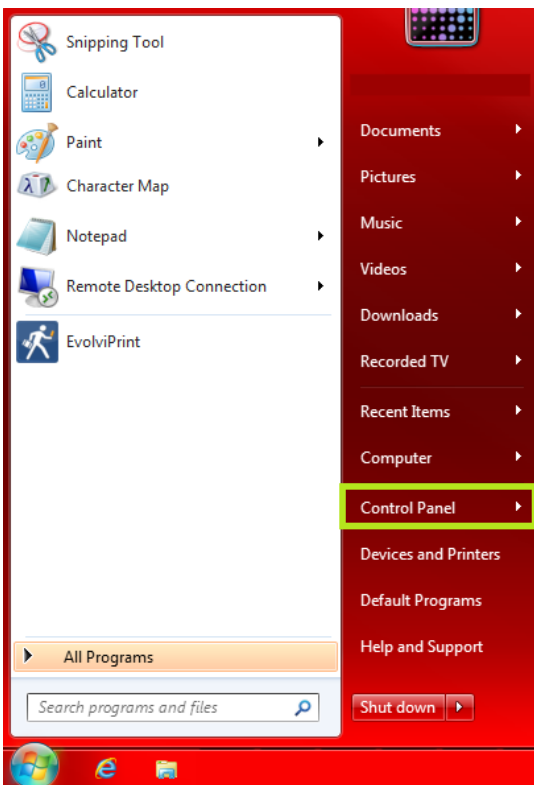 Snipping Tool
Calculator
Paint
Character Map
Notepad
Remote Desktop Connection
EvolviPrint
All Programs
Search programs and files
Documents
Pictures
Music
Videos
Downloads
Recorded TV
Recent Items
Computer
Control Panel
Devices and Printers
Default Programs
Help and Support
Shut down